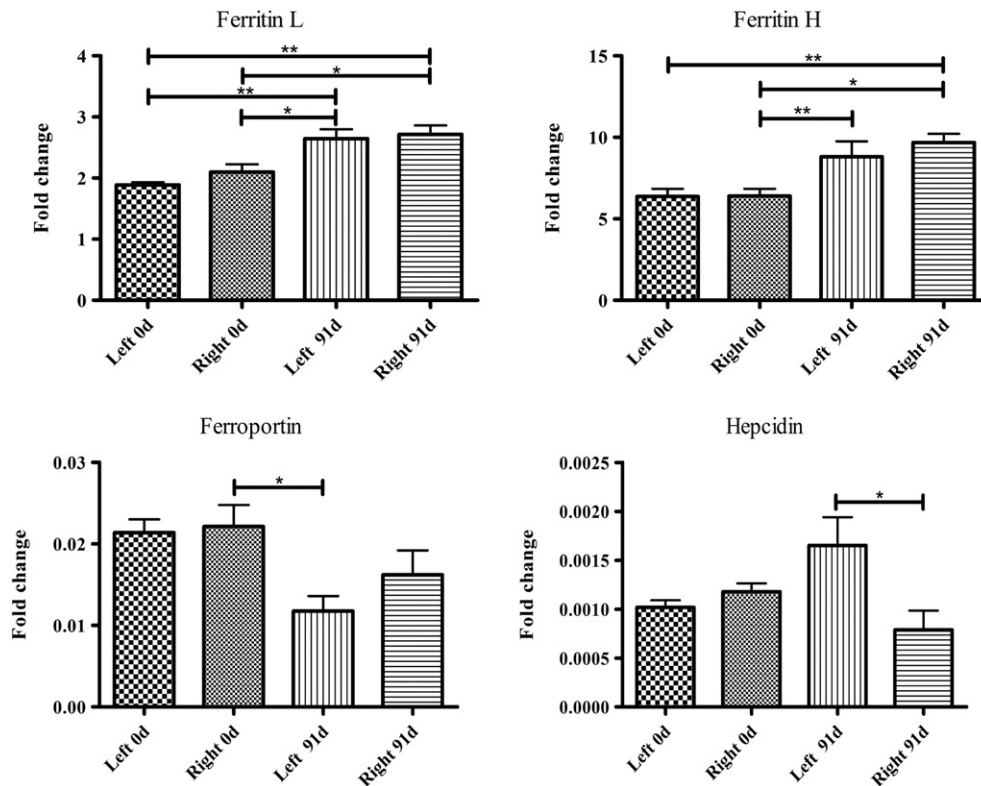 Ferritin L
**
*
**
*
4
3
2
1
0
Fold change
Left 0d
Right 0d
Left 91d
Right 91d
Ferritin H
**
*
**
15
10
5
0
Fold change
Left 0d
Right 0d
Left 91d
Right 91d
Ferroportin
*
0.03
0.02
0.01
0.00
Fold change
Left 0d
Right 0d
Left 91d
Right 91d
Hepcidin
*
0.0025
0.0020
0.0015
0.0010
0.0005
0.0000
Fold change
Left 0d
Right 0d
Left 91d
Right 91d